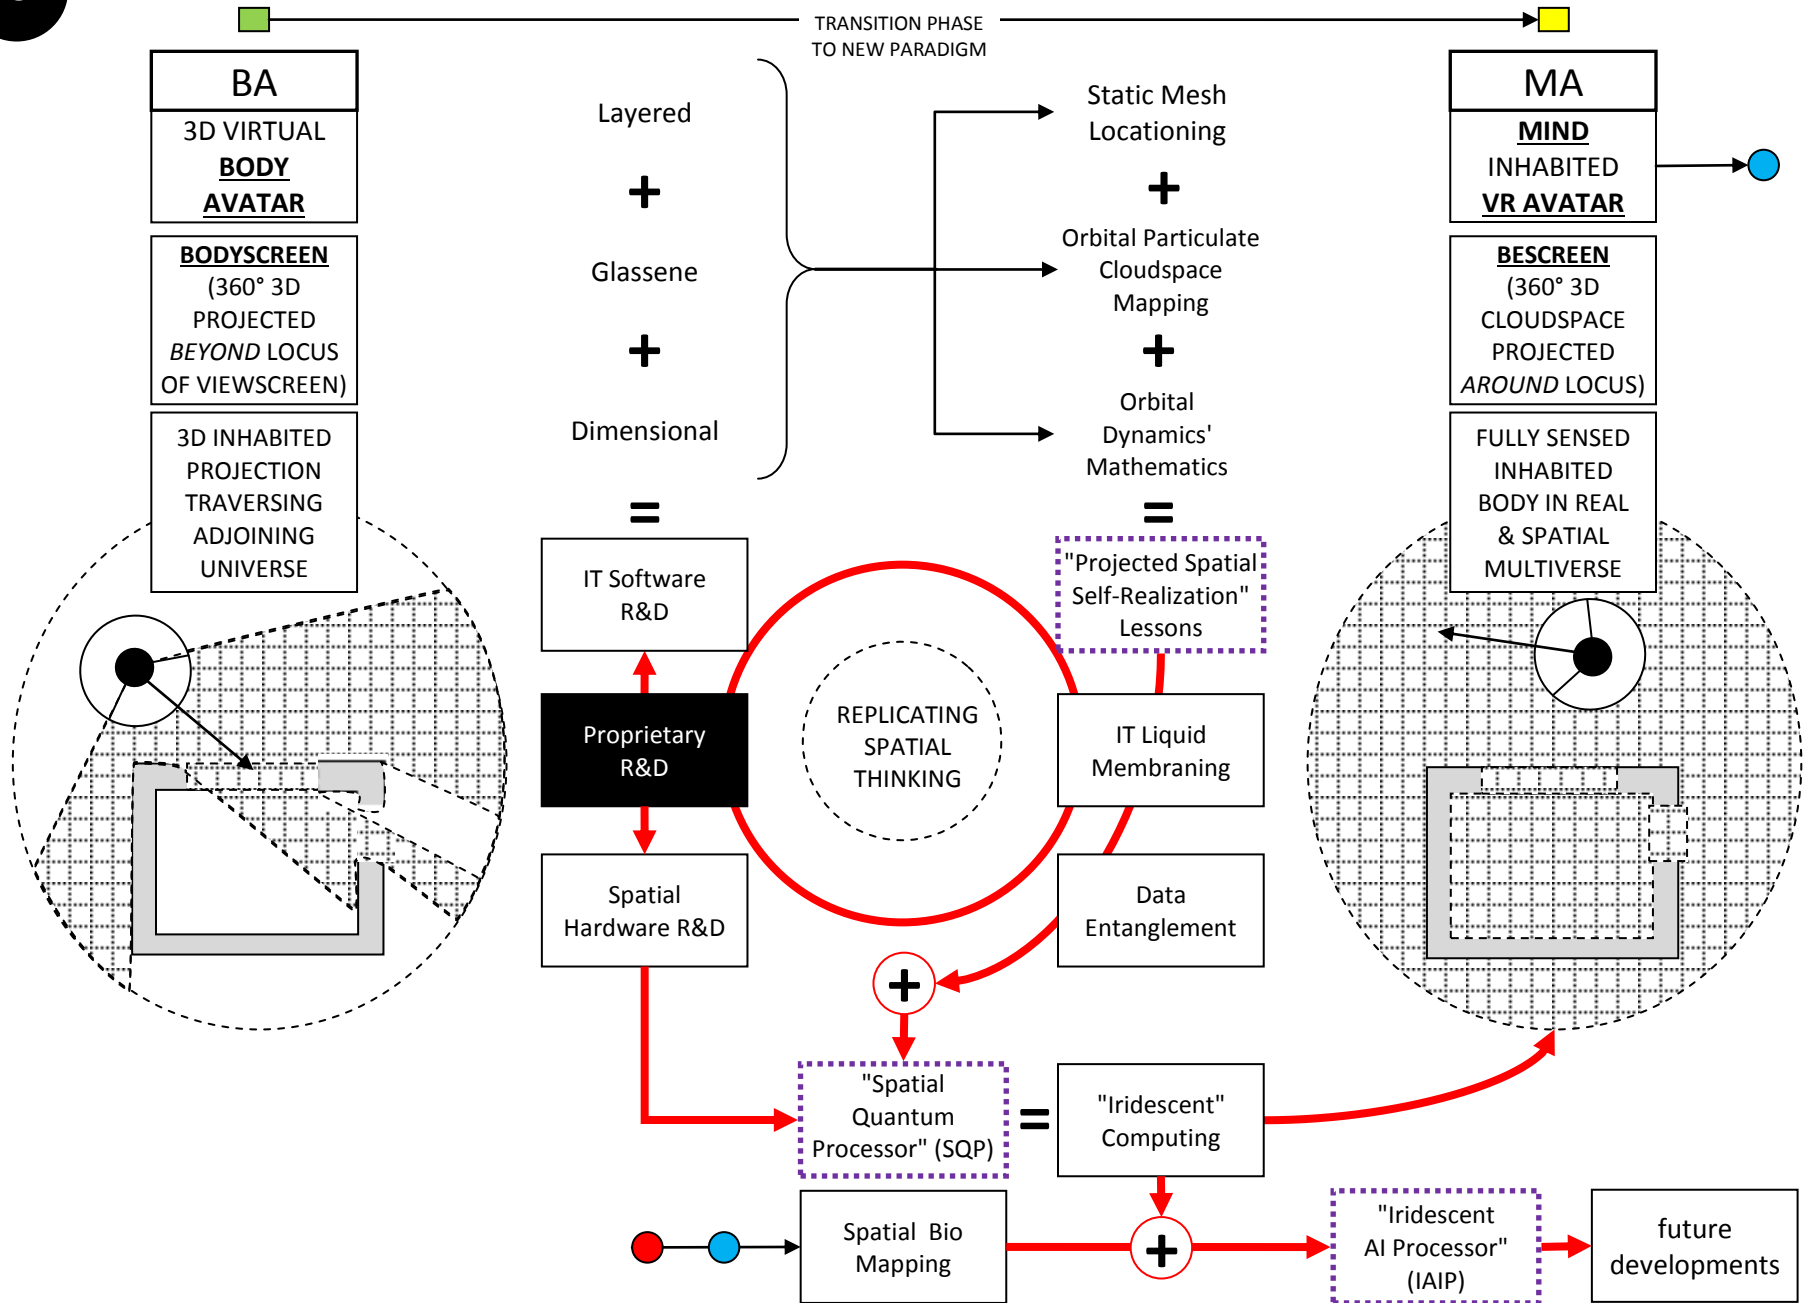 TRANSITION PHASE
TO NEW PARADIGM
BA
3D VIRTUAL
BODY
AVATAR
BODYSCREEN
(360° 3D
PROJECTED
BEYOND LOCUS
OF VIEWSCREEN)
3D INHABITED
PROJECTION
TRAVERSING
ADJOINING
UNIVERSE
Layered
+
Glassene
+
Dimensional
=
IT Software
R&D
Proprietary
R&D
Spatial
Hardware R&D
REPLICATING
SPATIAL
THINKING
Static Mesh
Locationing
+
Orbital Particulate
Cloudspace
Mapping
+
Orbital
Dynamics'
Mathematics
=
"Projected Spatial
Self-Realization"
Lessons
IT Liquid
Membraning
Data
Entanglement
MA
MIND
INHABITED
VR AVATAR
BESCREEN
(360° 3D
CLOUDSPACE
PROJECTED
AROUND LOCUS)
FULLY SENSED
INHABITED
BODY IN REAL
& SPATIAL
MULTIVERSE
+
"Spatial
Quantum
Processor" (SQP)
=
"Iridescent"
Computing
Spatial Bio
Mapping
+
"Iridescent
AI Processor"
(IAIP)
future
developments